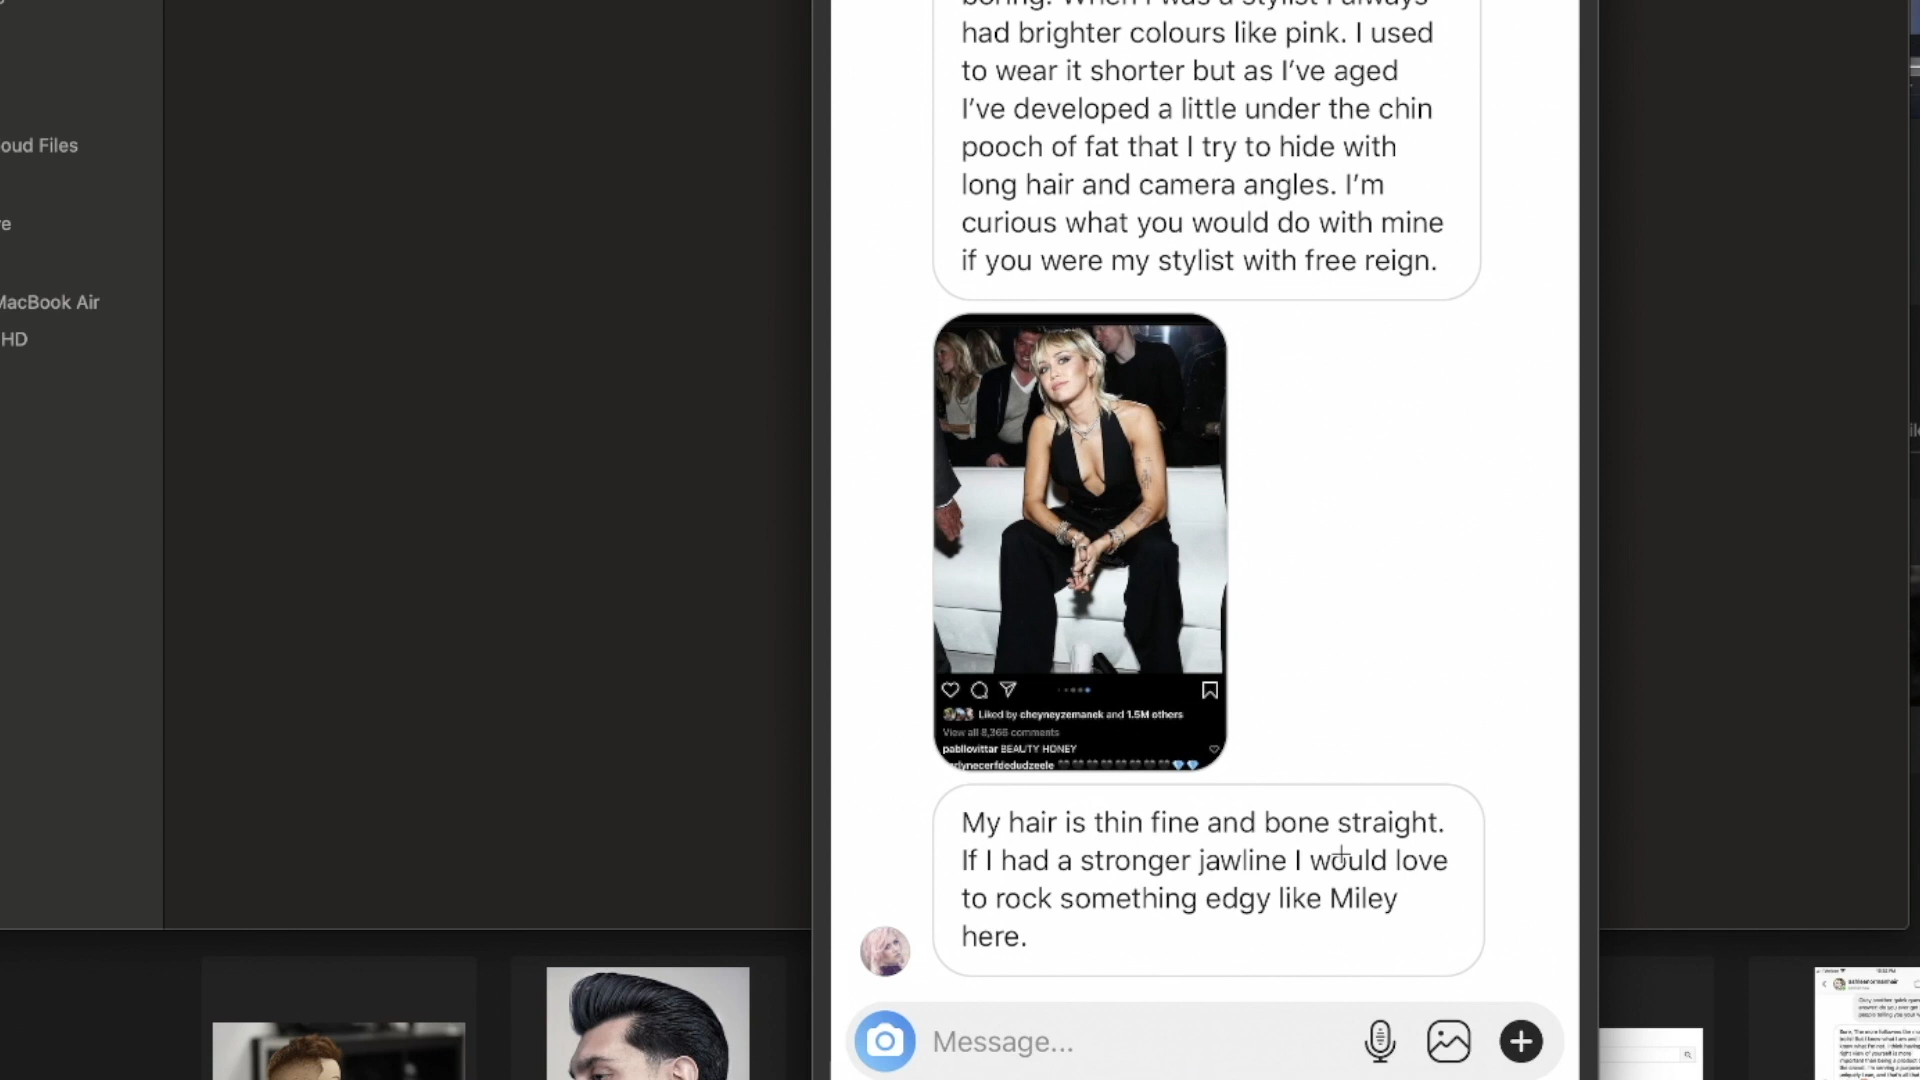 had brighter colours like pink. I used
to wear it shorter but as I’ve aged
I’ve developed a little under the chin
pooch of fat that I try to hide with
long hair and camera angles. I’m
curious what you would do with mine
if you were my stylist with free reign.
Liked by cheyneyzemanek and 1.5M others
View all 8,366 comments
pabllovittar BEAUTY HONEY
My hair is thin fine and bone straight.
If I had a stronger jawline I would love
to rock something edgy like Miley
here.
Message...
oud Files
MacBook Air
HD